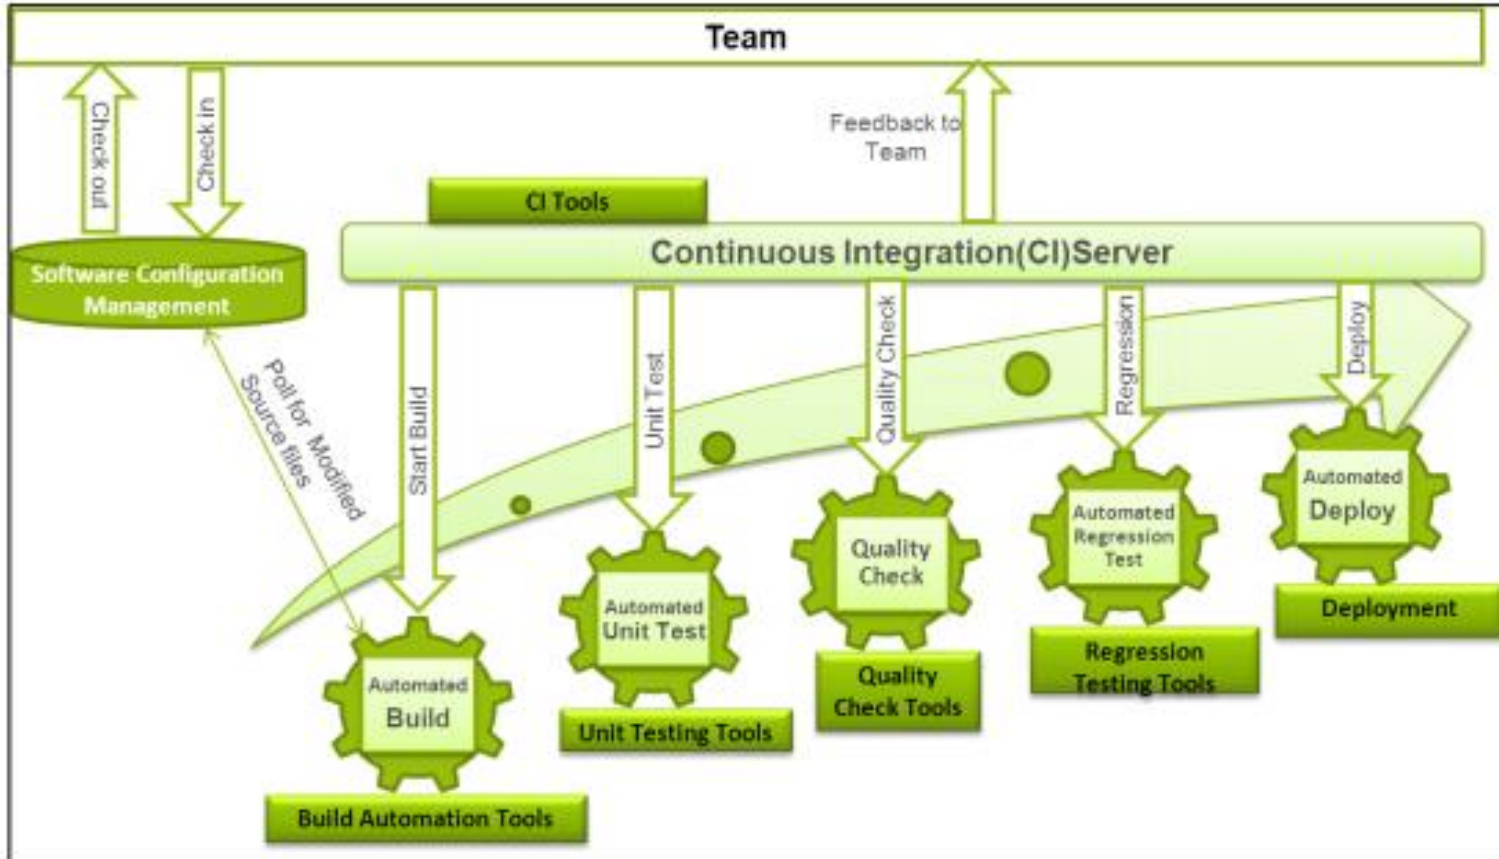 Team
Check out
Check in
Feedback to
Team
CI Tools
Continuous Integration(CI)Server
Software Configuration
Management
Poll for Modified
Source files
Start Build
Unit Test
Quality Check
Regression
Deploy
Automated
Build
Automated
Unit Test
Quality
Check
Automated
Regression
Test
Automated
Deploy
Build Automation Tools
Unit Testing Tools
Quality
Check Tools
Regression
Testing Tools
Deployment